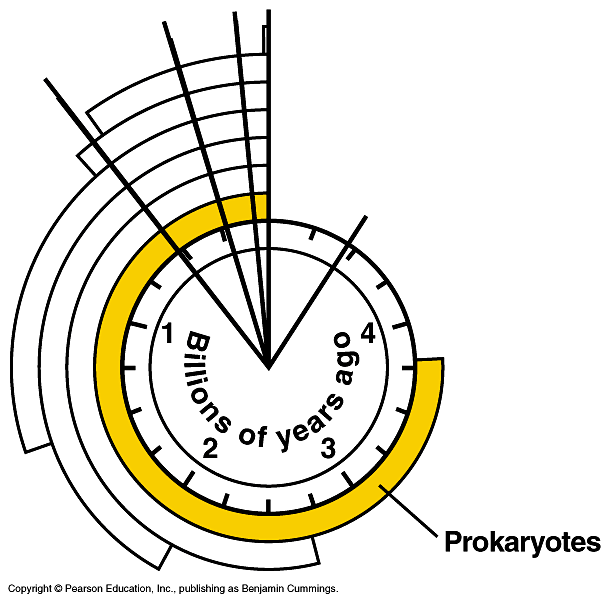 1
4
Billions of years ago
2
3
Prokaryotes
Copyright © Pearson Education, Inc., publishing as Benjamin Cummings.